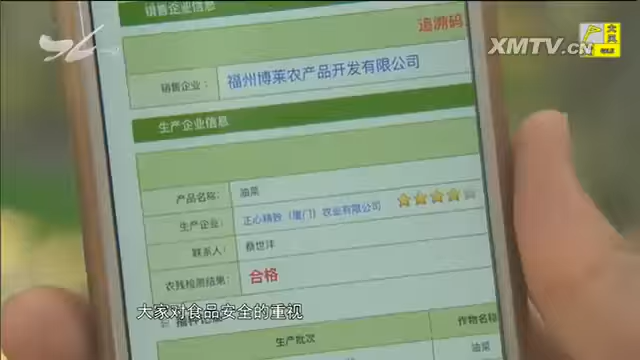 销售企业信息
追溯码
XMTV.CN
销售企业：
福州博莱农产品开发有限公司
生产企业信息
产品名称：
油菜
生产企业：
正心精致（厦门）农业有限公司
联系人：
农残检测结果：
合格
大家对食品安全的重视
生产批次
作物名称
油菜